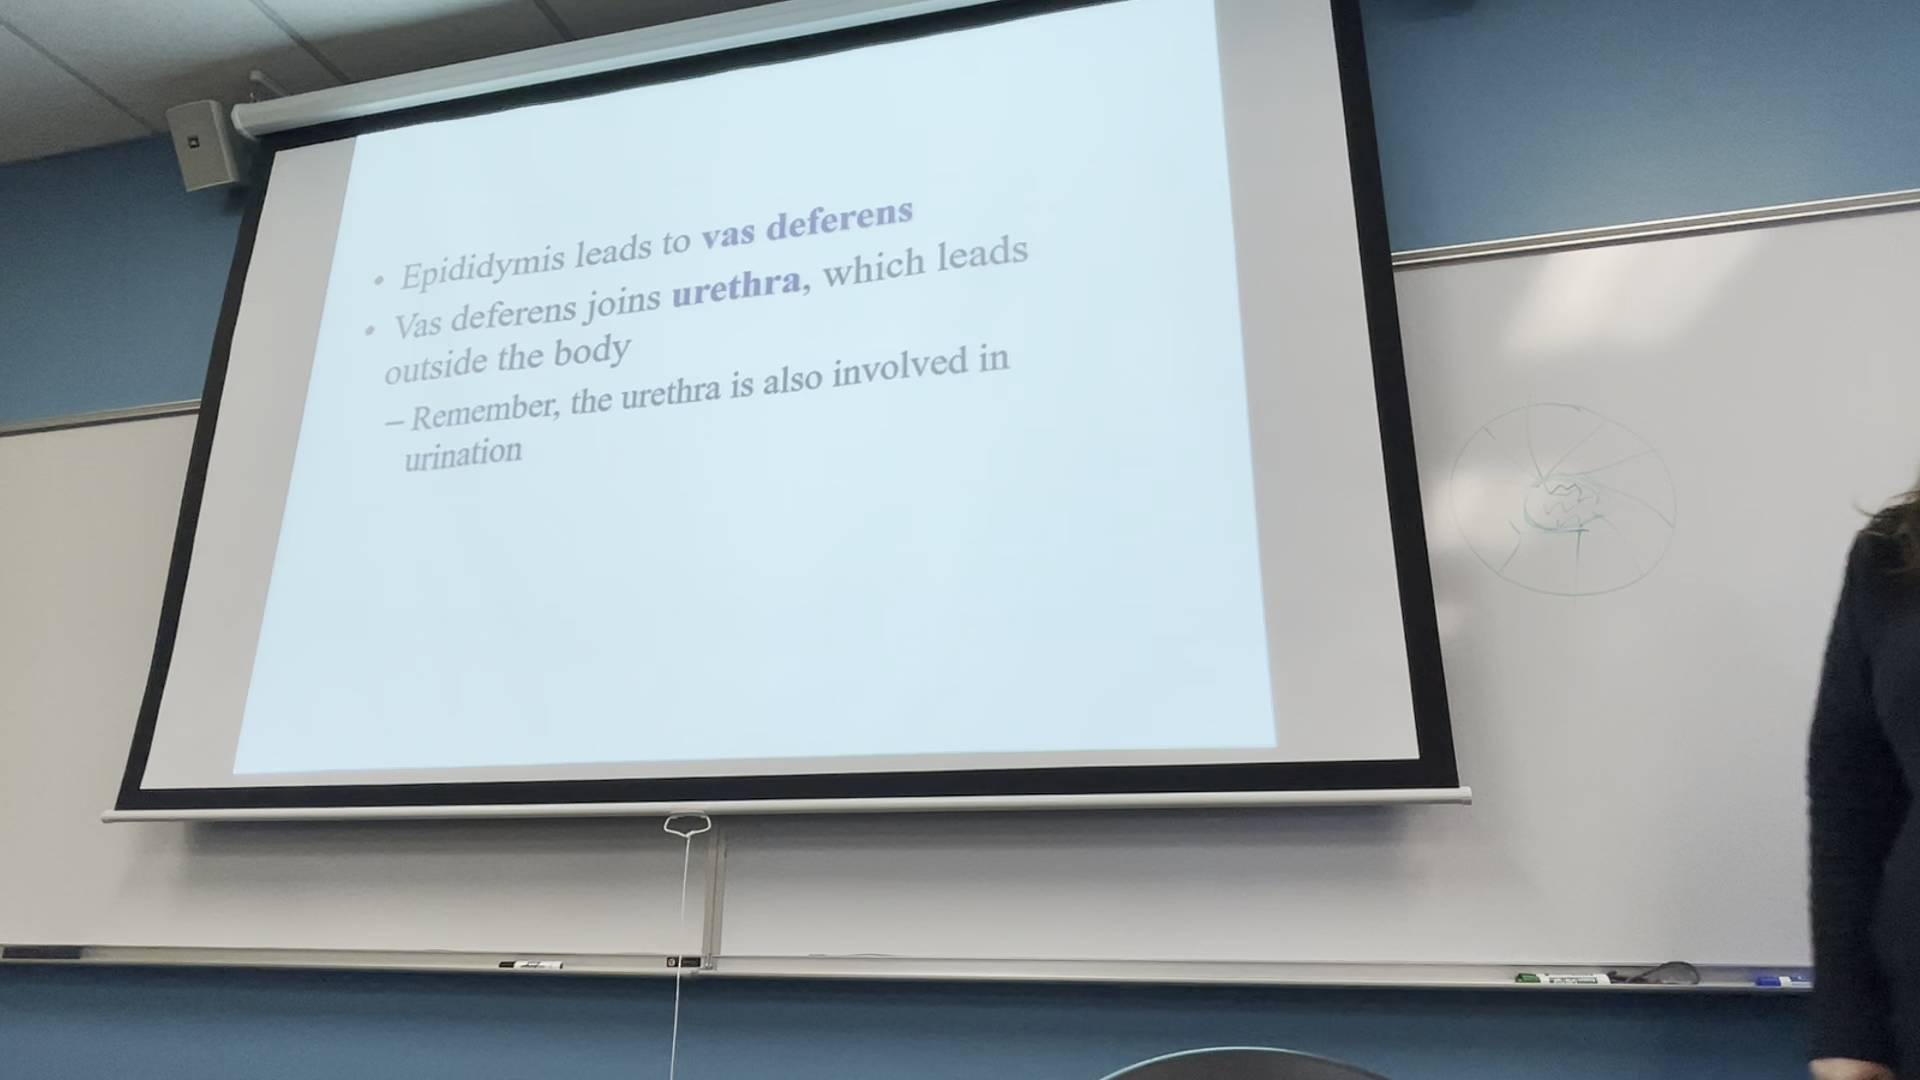 • Epididymis leads to vas deferens
• Vas deferens joins urethra, which leads
outside the body
– Remember, the urethra is also involved in
urination